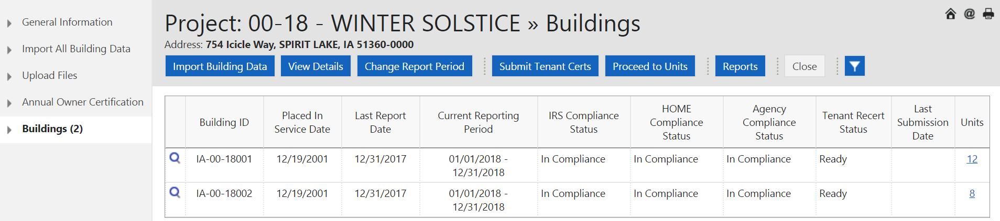 General Information
Import All Building Data
Upload Files
Annual Owner Certification
Buildings (2)
Project: 00-18 - WINTER SOLSTICE » Buildings
Address: 754 Icicle Way, SPIRIT LAKE, IA 51360-0000
Import Building Data View Details Change Report Period Submit Tenant Certs Proceed to Units Reports Close
Building ID
Placed In
Service Date
Last Report
Date
Current Reporting
Period
IRS Compliance
Status
HOME
Compliance
Status
Agency
Compliance
Status
Tenant Recert
Status
Last
Submission
Date
Units
IA-00-18001 12/19/2001 12/31/2017 01/01/2018 - In Compliance In Compliance In Compliance Ready 12
12/31/2018
IA-00-18002 12/19/2001 12/31/2017 01/01/2018 - In Compliance In Compliance In Compliance Ready 8
12/31/2018